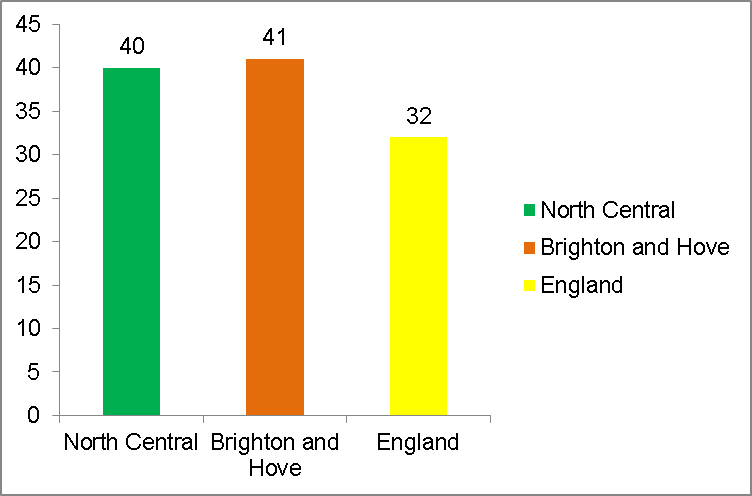 45
40
35
30
25
20
15
10
5
0
40
41
32
North Central
Brighton and
Hove
England
North Central
Brighton and Hove
England